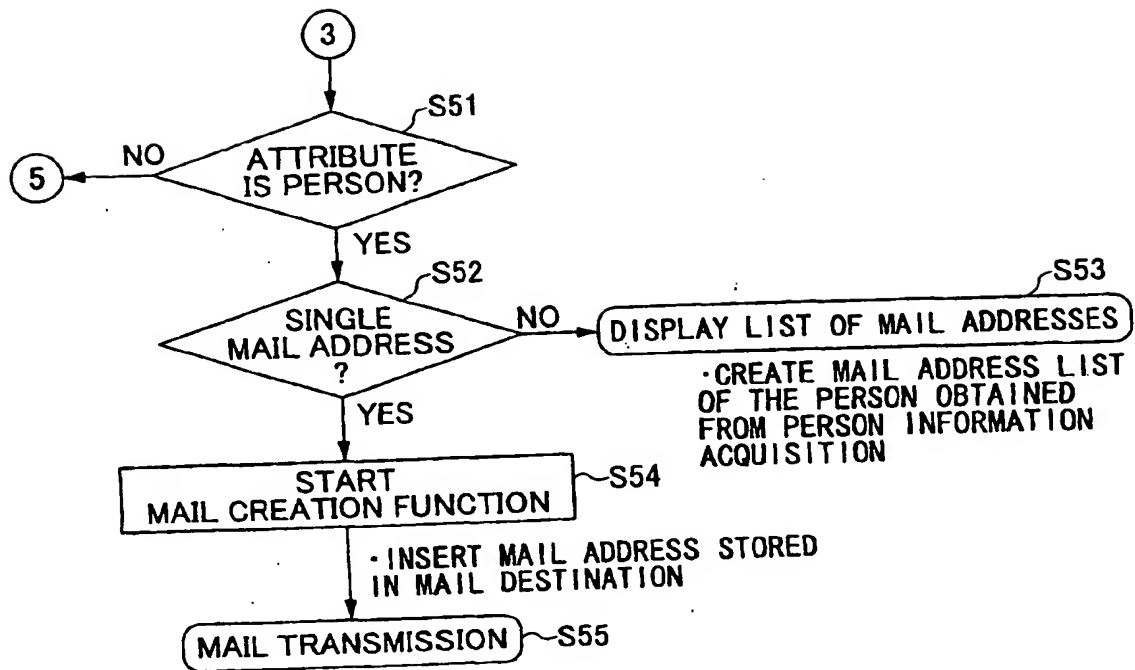 3
S51
NO
5
ATTRIBUTE
IS PERSON?
YES
S52
SINGLE
MAIL ADDRESS
?
NO
S53
DISPLAY LIST OF MAIL ADDRESSES
·CREATE MAIL ADDRESS LIST
OF THE PERSON OBTAINED
FROM PERSON INFORMATION
ACQUISITION
YES
START
MAIL CREATION FUNCTION
S54
·INSERT MAIL ADDRESS STORED
IN MAIL DESTINATION
MAIL TRANSMISSION
S55